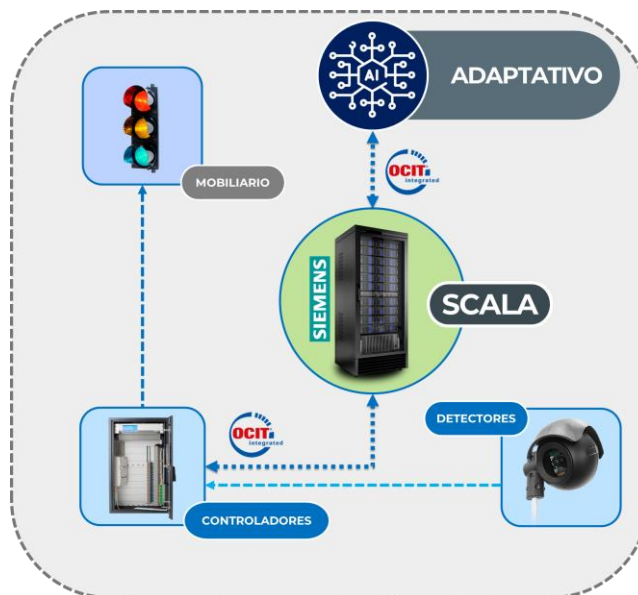 AI
ADAPTATIVO
OCIT
integrated
MOBILIARIO
SIEMENS
SCALA
OCIT
integrated
DETECTORES
CONTROLADORES